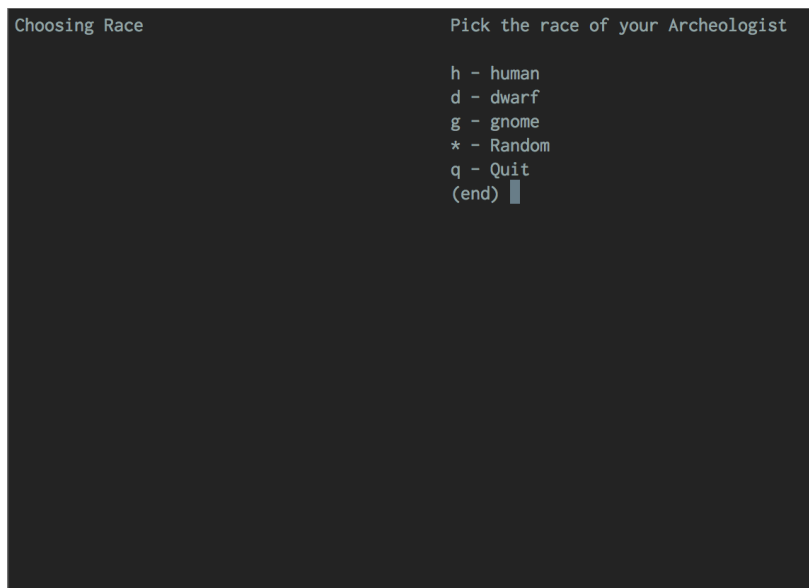 Choosing Race
Pick the race of your Archeologist
h - human
d - dwarf
g - gnome
* - Random
q - Quit
(end)